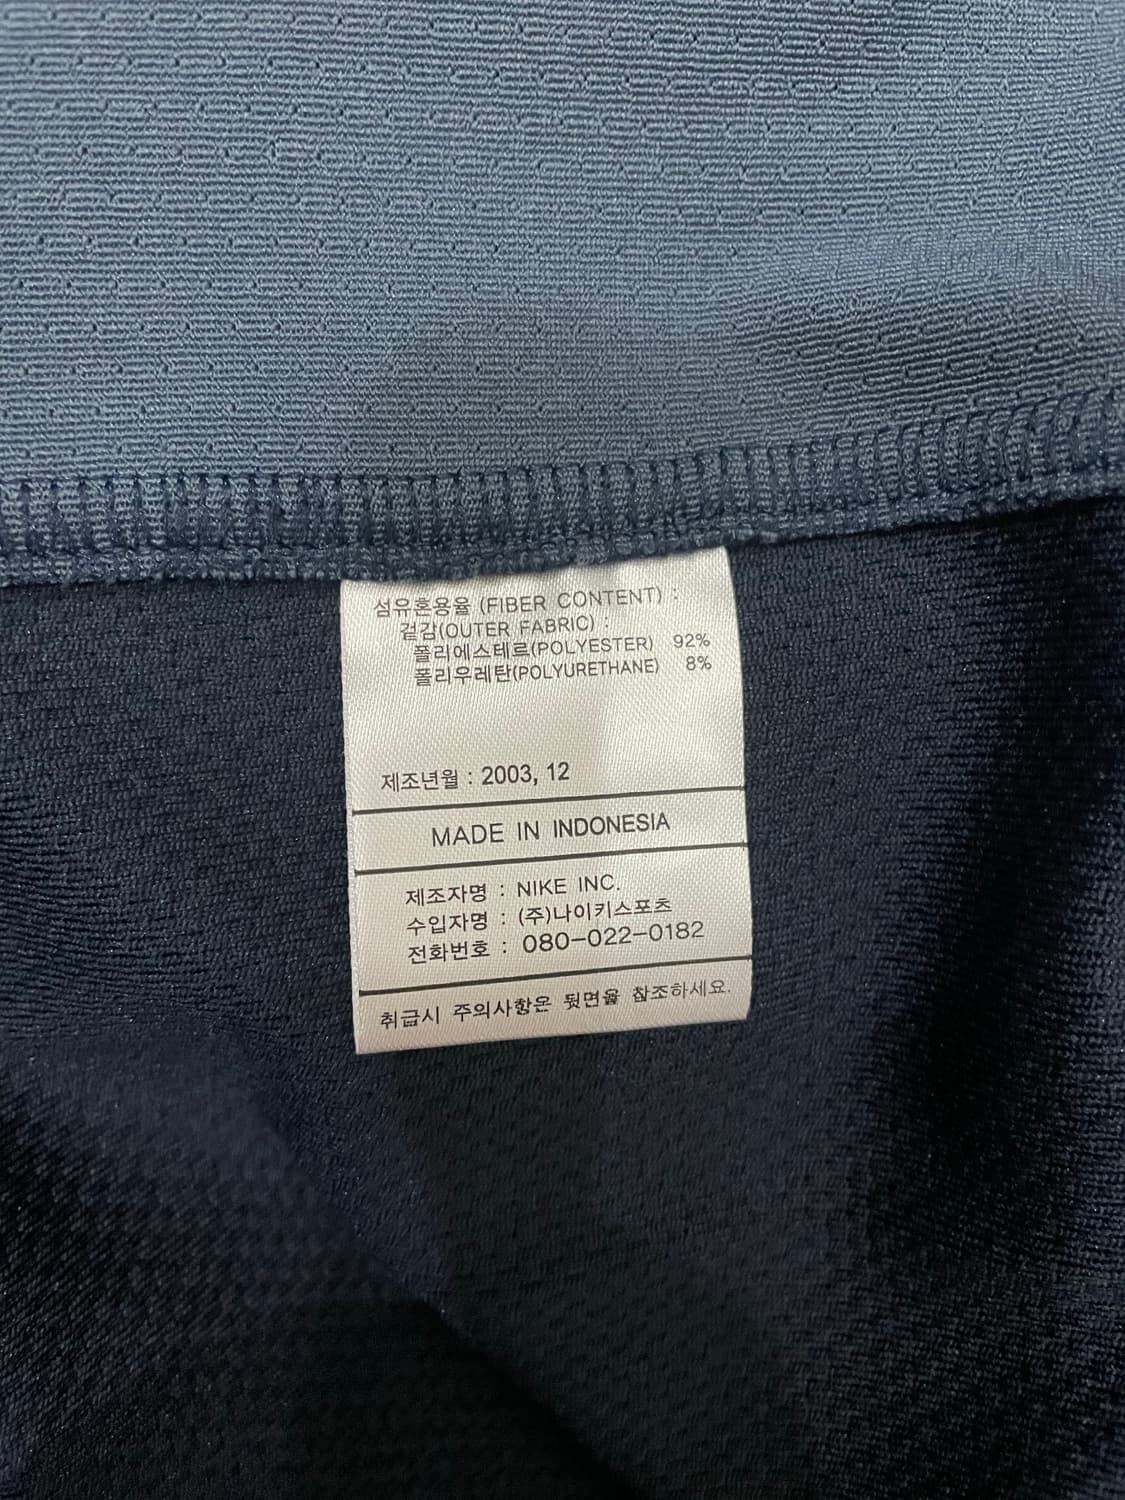 섬유혼용율 (FIBER CONTENT) :
겉감(OUTER FABRIC) :
폴리에스테르(POLYESTER) 92%
폴리우레탄(POLYURETHANE) 8%
제조년월 : 2003, 12
MADE IN INDONESIA
제조자명 : NIKE INC.
수입자명 : (주)나이키스포츠
전화번호 : 080-022-0182
취급시 주의사항은 뒷면을 참조하세요.